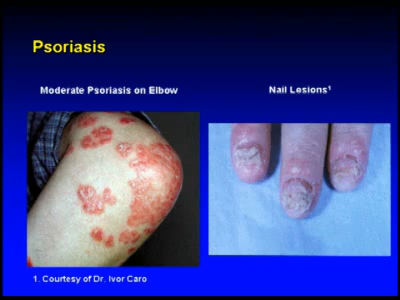 Psoriasis
Moderate Psoriasis on Elbow
Nail Lesions¹
1. Courtesy of Dr. Ivor Caro